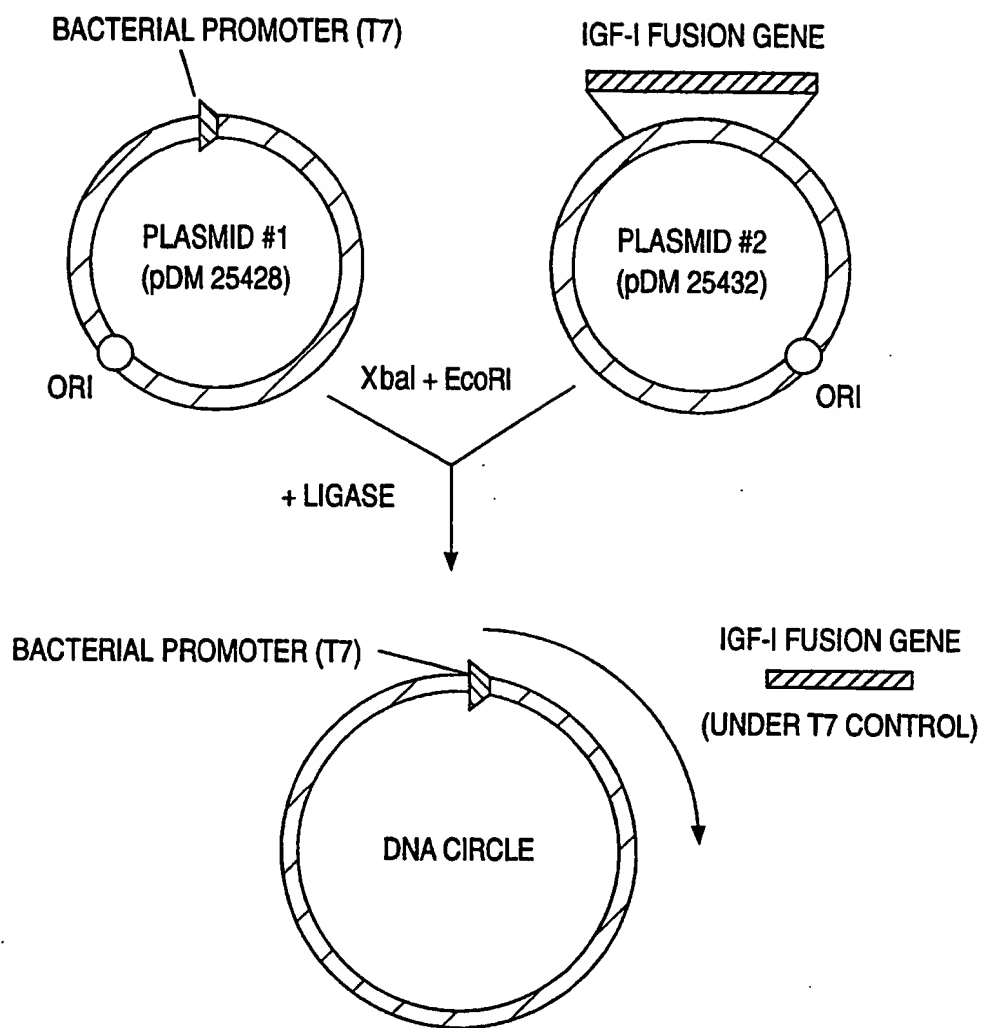 BACTERIAL PROMOTER (T7)
IGF-I FUSION GENE
PLASMID #1
(pDM 25428)
PLASMID #2
(pDM 25432)
ORI
XbaI + EcoRI
ORI
+ LIGASE
BACTERIAL PROMOTER (T7)
IGF-I FUSION GENE
(UNDER T7 CONTROL)
DNA CIRCLE